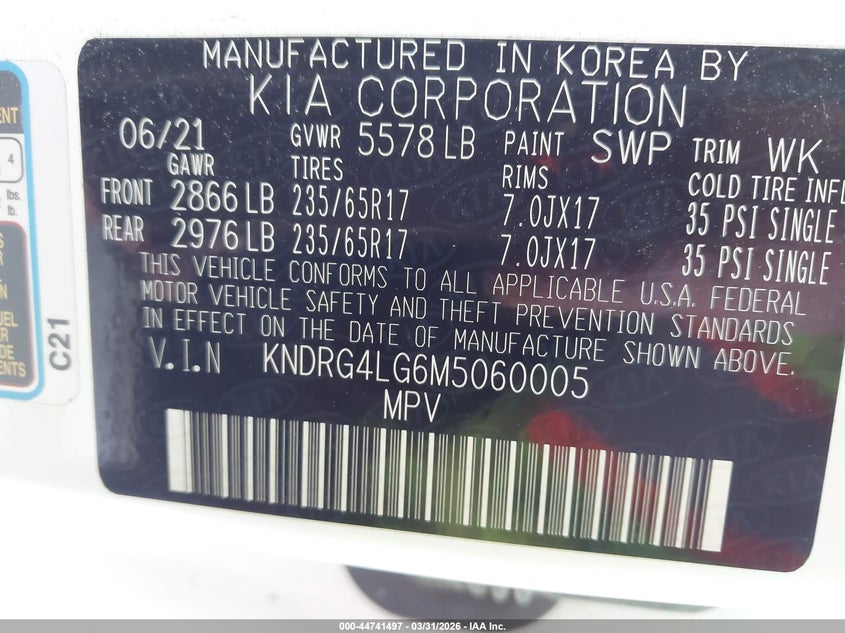 MANUFACTURED IN KOREA BY
KIA CORPORATION
06/21 GVWR 5578 LB PAINT SWP TRIM WK
GAWR TIRES RIMS COLD TIRE INFL
FRONT 2866 LB 235/65R17 7.0JX17 35 PSI SINGLE
REAR 2976 LB 235/65R17 7.0JX17 35 PSI SINGLE
THIS VEHICLE CONFORMS TO ALL APPLICABLE U.S.A. FEDERAL
MOTOR VEHICLE SAFETY AND THEFT PREVENTION STANDARDS
IN EFFECT ON THE DATE OF MANUFACTURE SHOWN ABOVE.
V.I.N KNDRG4LG6M5060005
MPV
4
lbs.
lb.
C21
000-44741497 - 03/31/2026 - IAA Inc.